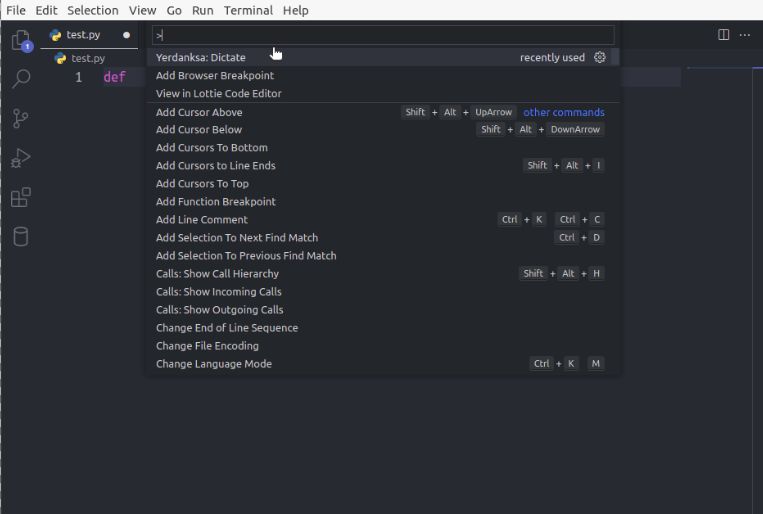 File Edit Selection View Go Run Terminal Help
test.py
>
test.py
1 def
Yerdanksa: Dictate recently used
Add Browser Breakpoint
View in Lottie Code Editor
Add Cursor Above Shift + Alt + UpArrow other commands
Add Cursor Below Shift + Alt + DownArrow
Add Cursors To Bottom
Add Cursors to Line Ends Shift + Alt + I
Add Cursors To Top
Add Function Breakpoint
Add Line Comment Ctrl + K Ctrl + C
Add Selection To Next Find Match Ctrl + D
Add Selection To Previous Find Match
Calls: Show Call Hierarchy Shift + Alt + H
Calls: Show Incoming Calls
Calls: Show Outgoing Calls
Change End of Line Sequence
Change File Encoding
Change Language Mode Ctrl + K M
1